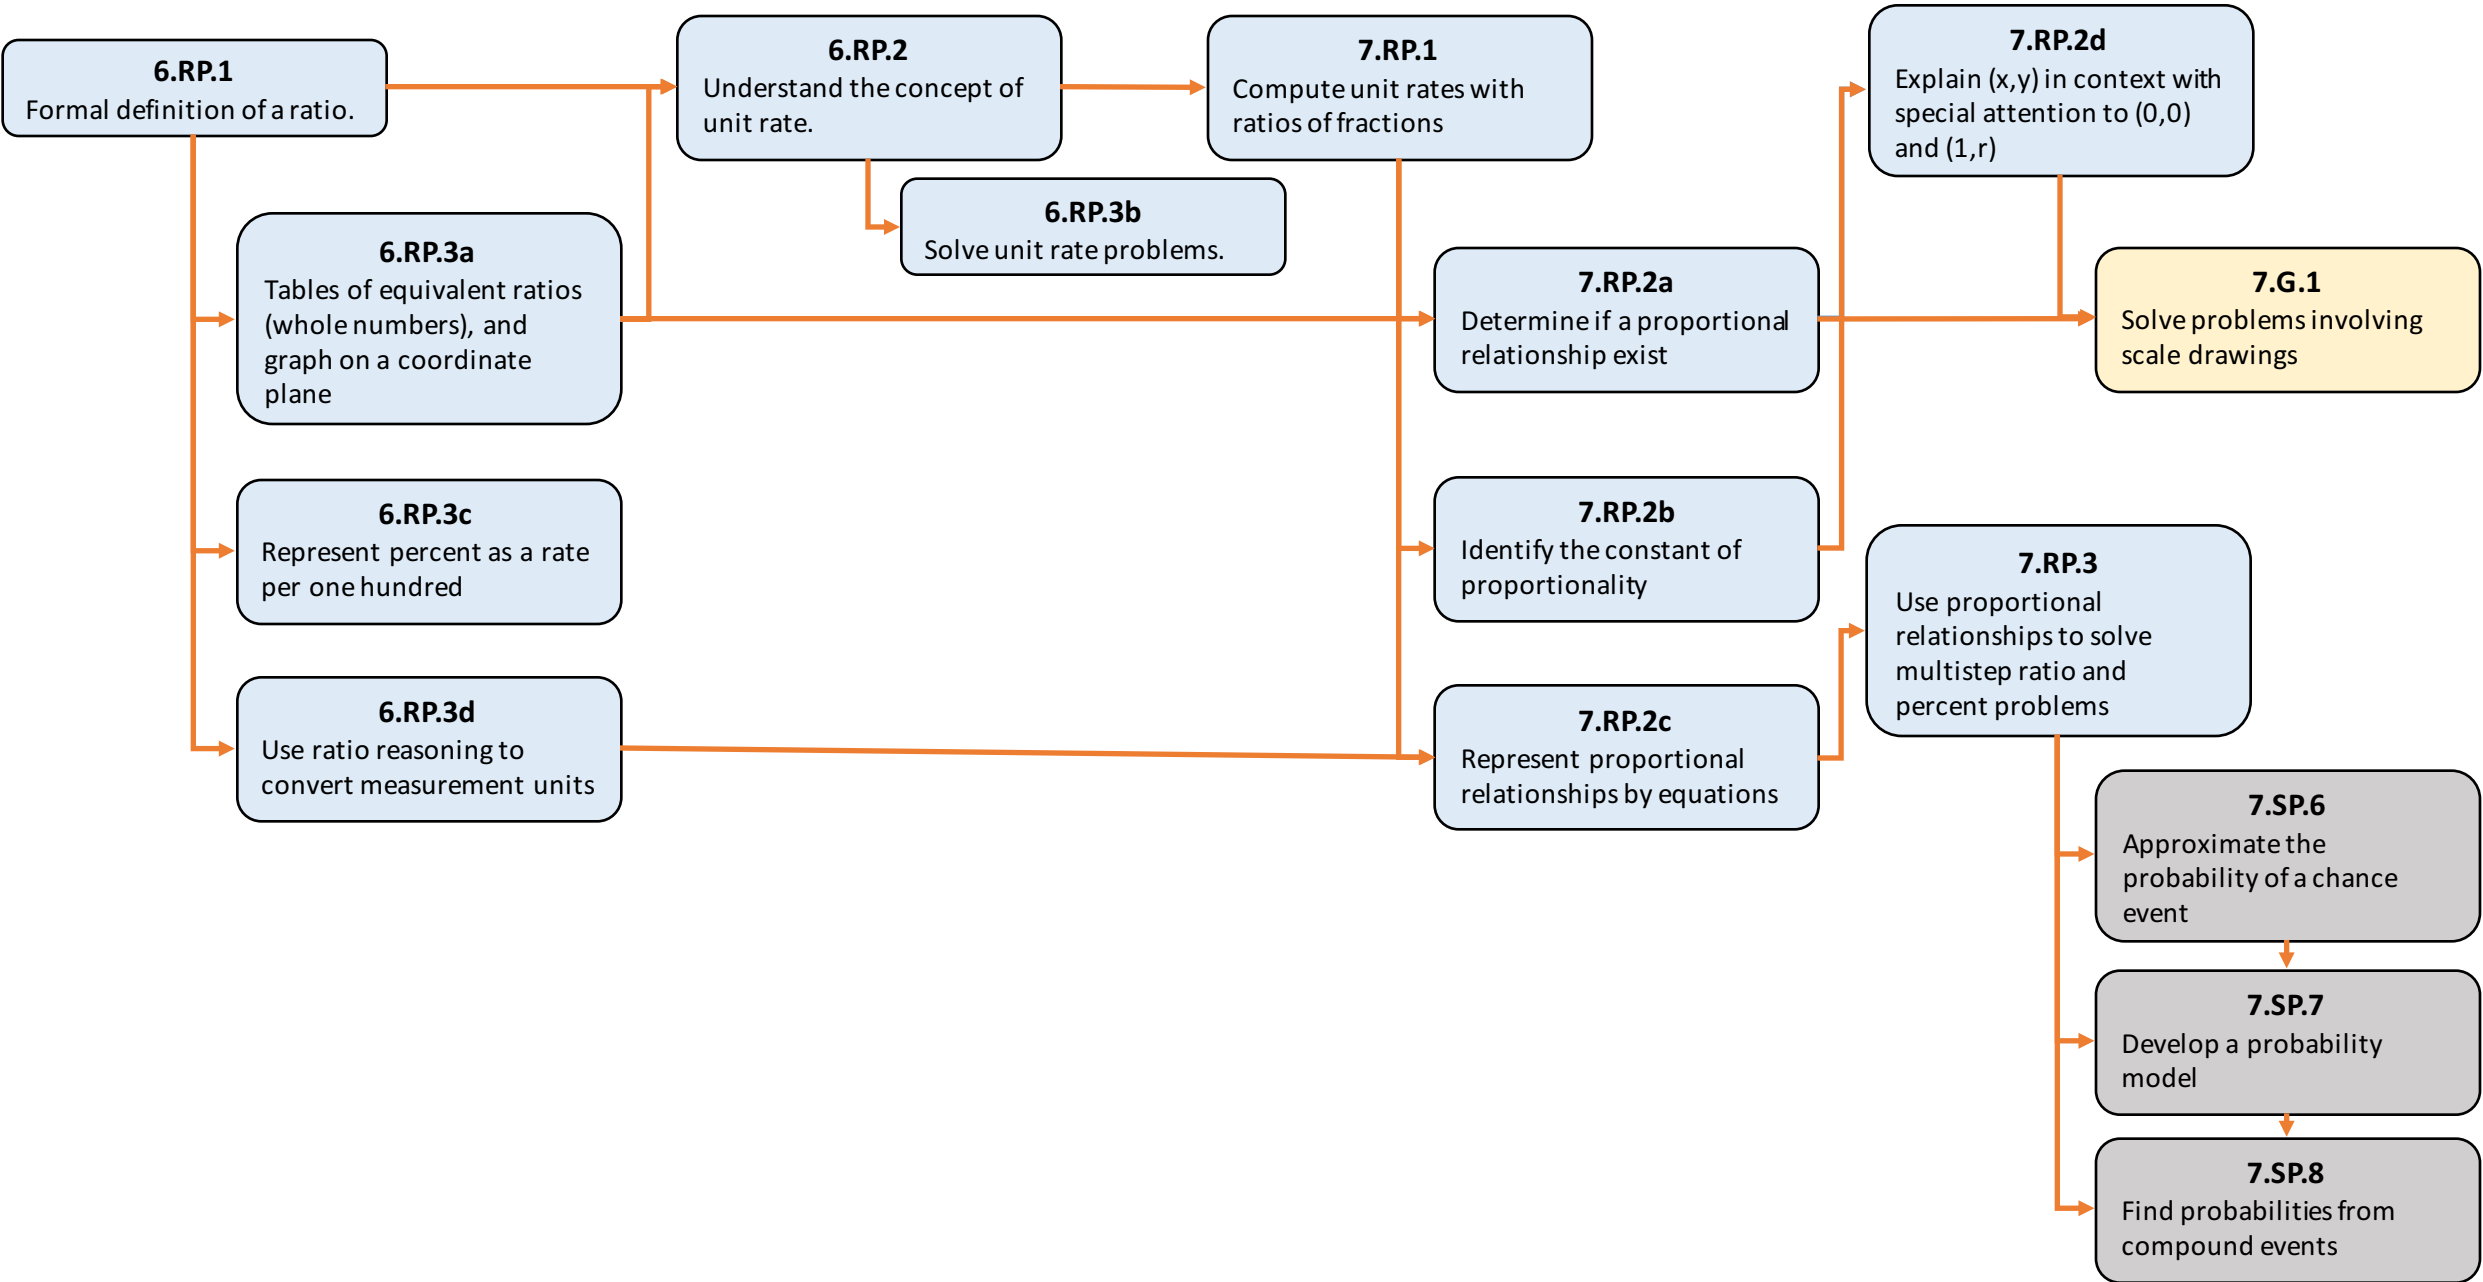 6.RP.1
Formal definition of a ratio.
6.RP.2
Understand the concept of
unit rate.
7.RP.1
Compute unit rates with
ratios of fractions
7.RP.2d
Explain (x,y) in context with
special attention to (0,0)
and (1,r)
6.RP.3b
Solve unit rate problems.
6.RP.3a
Tables of equivalent ratios
(whole numbers), and
graph on a coordinate
plane
7.RP.2a
Determine if a proportional
relationship exist
7.G.1
Solve problems involving
scale drawings
6.RP.3c
Represent percent as a rate
per one hundred
7.RP.2b
Identify the constant of
proportionality
7.RP.3
Use proportional
relationships to solve
multistep ratio and
percent problems
6.RP.3d
Use ratio reasoning to
convert measurement units
7.RP.2c
Represent proportional
relationships by equations
7.SP.6
Approximate the
probability of a chance
event
7.SP.7
Develop a probability
model
7.SP.8
Find probabilities from
compound events